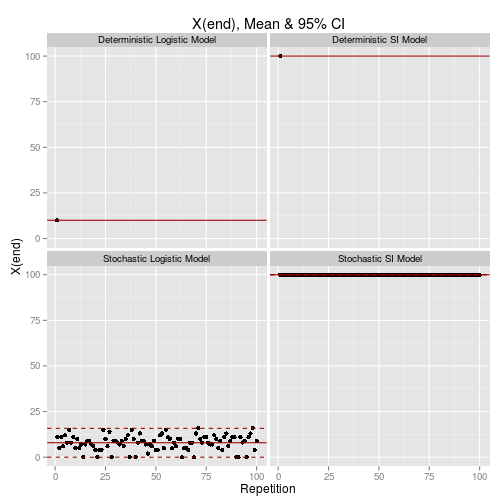 X(end), Mean & 95% CI
Deterministic Logistic Model
Deterministic SI Model
100
75
50
25
0
Stochastic Logistic Model
Stochastic SI Model
100
75
50
25
0
X(end)
0 25 50 75 100
0 25 50 75 100
Repetition